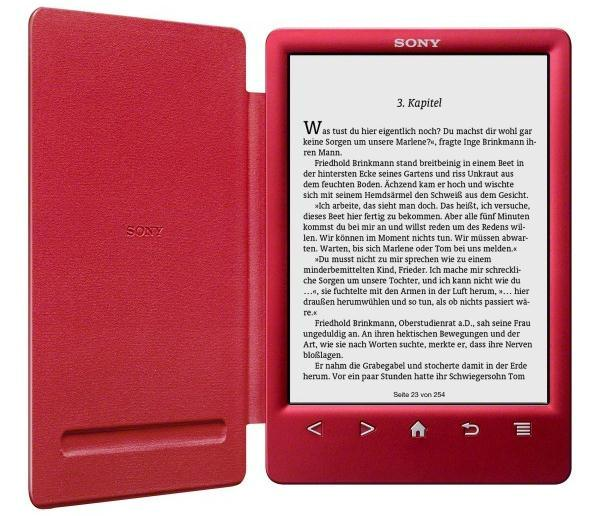 SONY
SONY
3. Kapitel
Was tust du hier eigentlich noch? Du machst dir wohl gar
keine Sorgen um unsere Marlene?«, fragte Inge Brinkmann ih-
ren Mann.
Friedhold Brinkmann stand breitbeinig in einem Beet in
der hintersten Ecke seines Gartens und riss Unkraut aus
dem feuchten Boden. Ächzend kam er hoch und wischte
sich mit seinem Hemdsärmel den Schweiß aus dem Gesicht.
»Ich arbeite, das sieht man doch. Das heißt, ich versuche,
dieses Beet hier fertig zu bekommen. Aber alle fünf Minuten
kommst du bei mir an und willst reden um des Redens wil-
len. Wir können im Moment nichts tun. Wir müssen abwar-
ten. Warten, bis sich Marlene oder Tom bei uns melden.«
»Du musst nicht zu mir sprechen wie zu einem
minderbemittelten Kind, Frieder. Ich mache mir schreckli-
che Sorgen um unsere Tochter, und ich kann nicht wie du
…«, sie fuchtelte mit den Armen in der Luft herum, »… hier
draußen herumwühlen und so tun, als ob nichts passiert wä-
re.«
Friedhold Brinkmann, Oberstudienrat a.D., sah seine Frau
ungeduldig an. An ihren hektischen Bewegungen und der
Art, wie sie nach Worten suchte, merkte er, dass ihre Nerven
bloßlagen.
Er nahm die Grabegabel und stocherte damit in der Erde
herum. Vor ein paar Stunden hatte ihr Schwiegersohn Tom
Seite 23 von 254